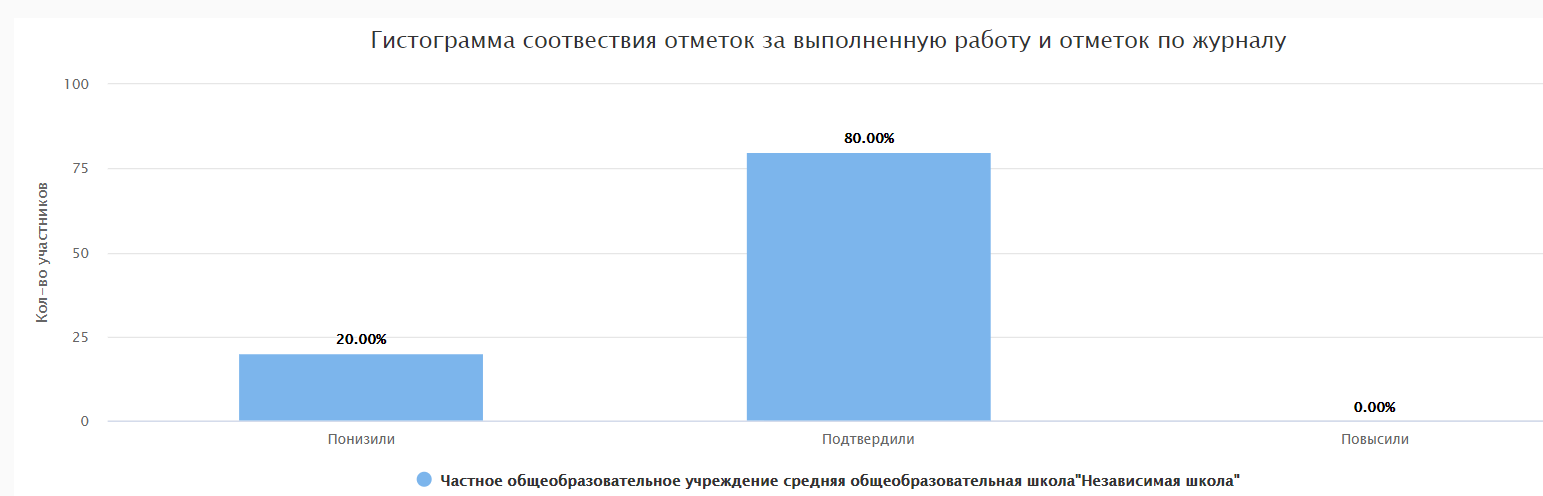 Гистограмма соотвествия отметок за выполненную работу и отметок по журналу
100
75
50
25
0
Кол-во участников
20.00%
80.00%
0.00%
Понизили
Подтвердили
Повысили
Частное общеобразовательное учреждение средняя общеобразовательная школа"Независимая школа"